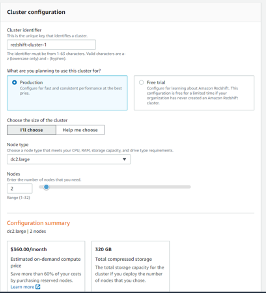 Cluster configuration
Cluster identifier
This is the unique key that identifies a cluster.
redshift-cluster-1
The identifier must be from 1-63 characters. Valid characters are a-
z (lowercase only) and - (hyphen).
What are you planning to use this cluster for?
Production
Configure for fast and consistent performance at the best
price.
Free trial
Configure for learning about Amazon Redshift. This
configuration is free for a limited time if your
organization has never created an Amazon Redshift
cluster.
Choose the size of the cluster
I'll choose
Help me choose
Node type
Choose a node type that meets your CPU, RAM, storage capacity, and drive type requirements.
dc2.large
Nodes
Enter the number of nodes that you need.
2
Range (1-32)
Configuration summary
dc2.large | 2 nodes
/month
Estimated on-demand compute
price
Save more than 60% of your costs
by purchasing reserved nodes.
Learn more
320 GB
Total compressed storage
The total storage capacity for the
cluster if you deploy the number
of nodes that you chose.